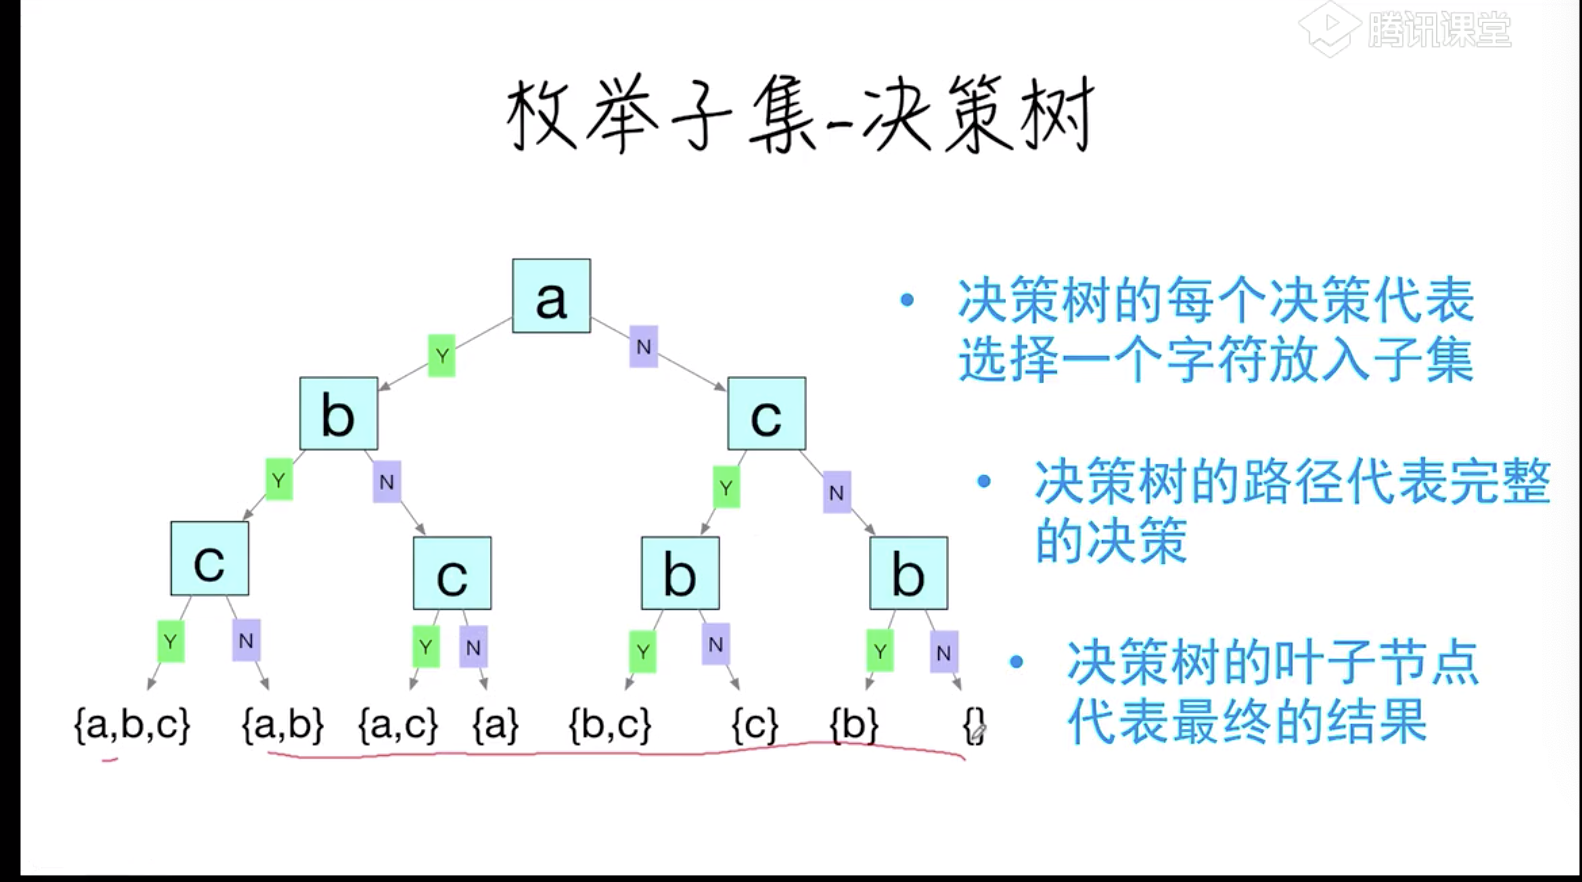 腾讯课堂
枚举子集-决策树
a
Y
N
b
c
Y
N
Y
N
c
c
b
b
Y
N
Y
N
Y
N
Y
N
{a,b,c}
{a,b}
{a,c}
{a}
{b,c}
{c}
{b}
{}
• 决策树的每个决策代表
选择一个字符放入子集
• 决策树的路径代表完整
的决策
• 决策树的叶子节点
代表最终的结果